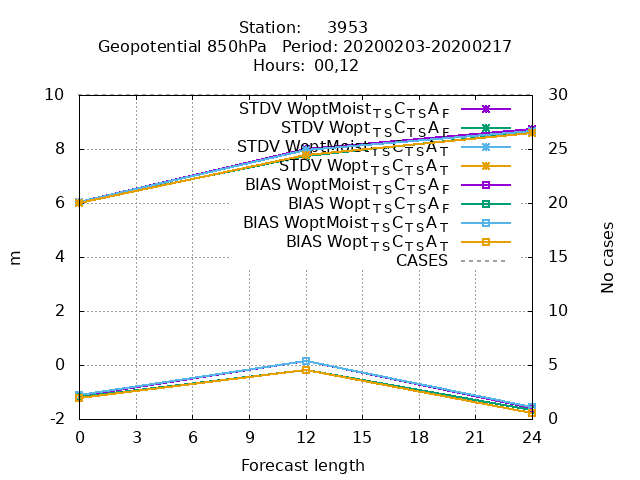 Station: 3953
Geopotential 850hPa Period: 20200203-20200217
Hours: 00,12
10
8
6
4
2
0
-2
m
30
25
20
15
10
5
0
No cases
STDV WoptMoist_TS C_TS A_F
STDV Wopt_TS C_TS A_F
STDV WoptMoist_TS C_TS A_T
STDV Wopt_TS C_TS A_T
BIAS WoptMoist_TS C_TS A_F
BIAS Wopt_TS C_TS A_F
BIAS WoptMoist_TS C_TS A_T
BIAS Wopt_TS C_TS A_T
CASES
0 3 6 9 12 15 18 21 24
Forecast length